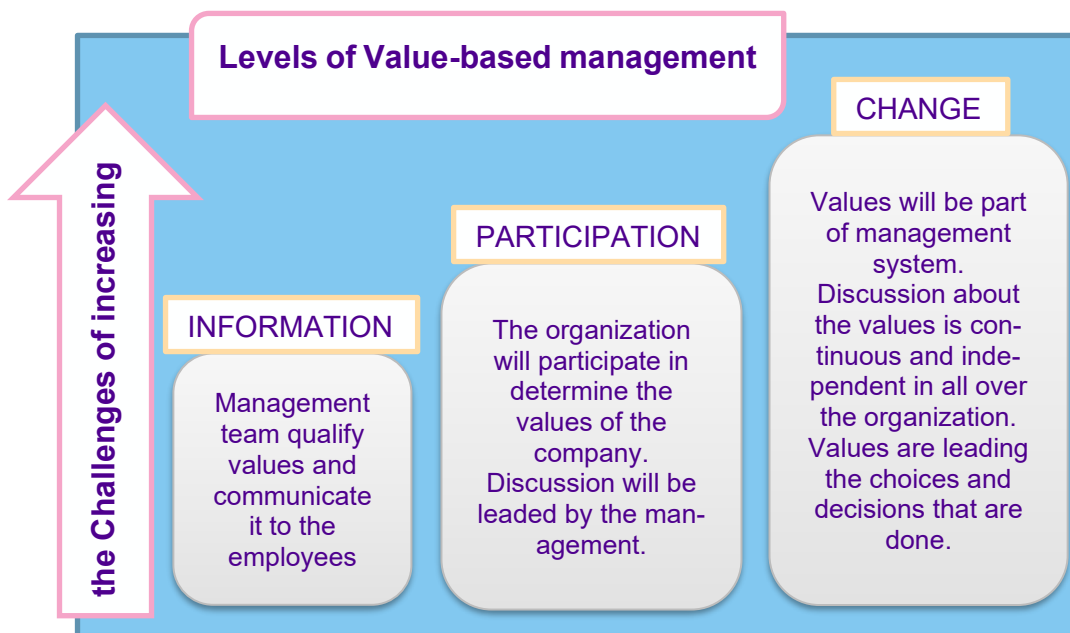 Levels of Value-based management
the Challenges of increasing
INFORMATION
Management
team qualify
values and
communicate
it to the
employees
PARTICIPATION
The organization
will participate in
determine the
values of the
company.
Discussion will be
leaded by the man-
agement.
CHANGE
Values will be part
of management
system.
Discussion about
the values is con-
tinuous and inde-
pendent in all over
the organization.
Values are leading
the choices and
decisions that are
done.